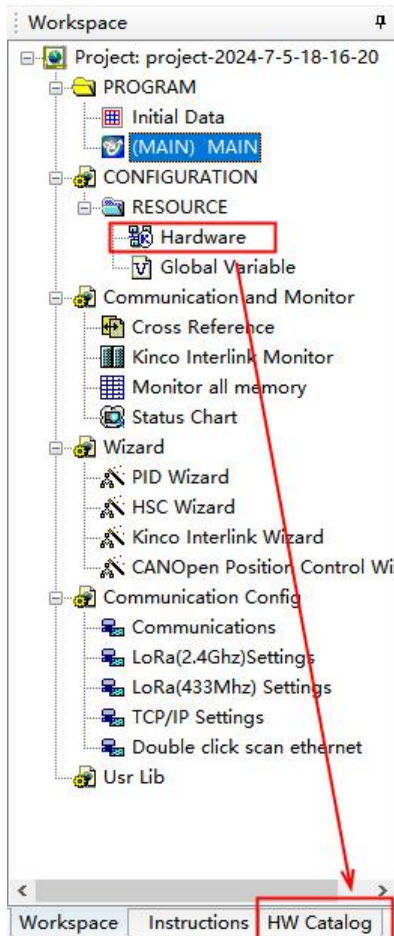 Workspace
Project: project-2024-7-5-18-16-20
PROGRAM
Initial Data
(MAN) MAIN
CONFIGURATION
RESOURCE
Hardware
Global Variable
Communication and Monitor
Cross Reference
Kinco Interlink Monitor
Monitor all memory
Status Chart
Wizard
PID Wizard
HSC Wizard
Kinco Interlink Wizard
CANOpen Position Control Wi
Communication Config
Communications
LoRa(2.4Ghz)Settings
LoRa(433Mhz) Settings
TCP/IP Settings
Double click scan ethernet
Usr Lib
Workspace Instructions HW Catalog